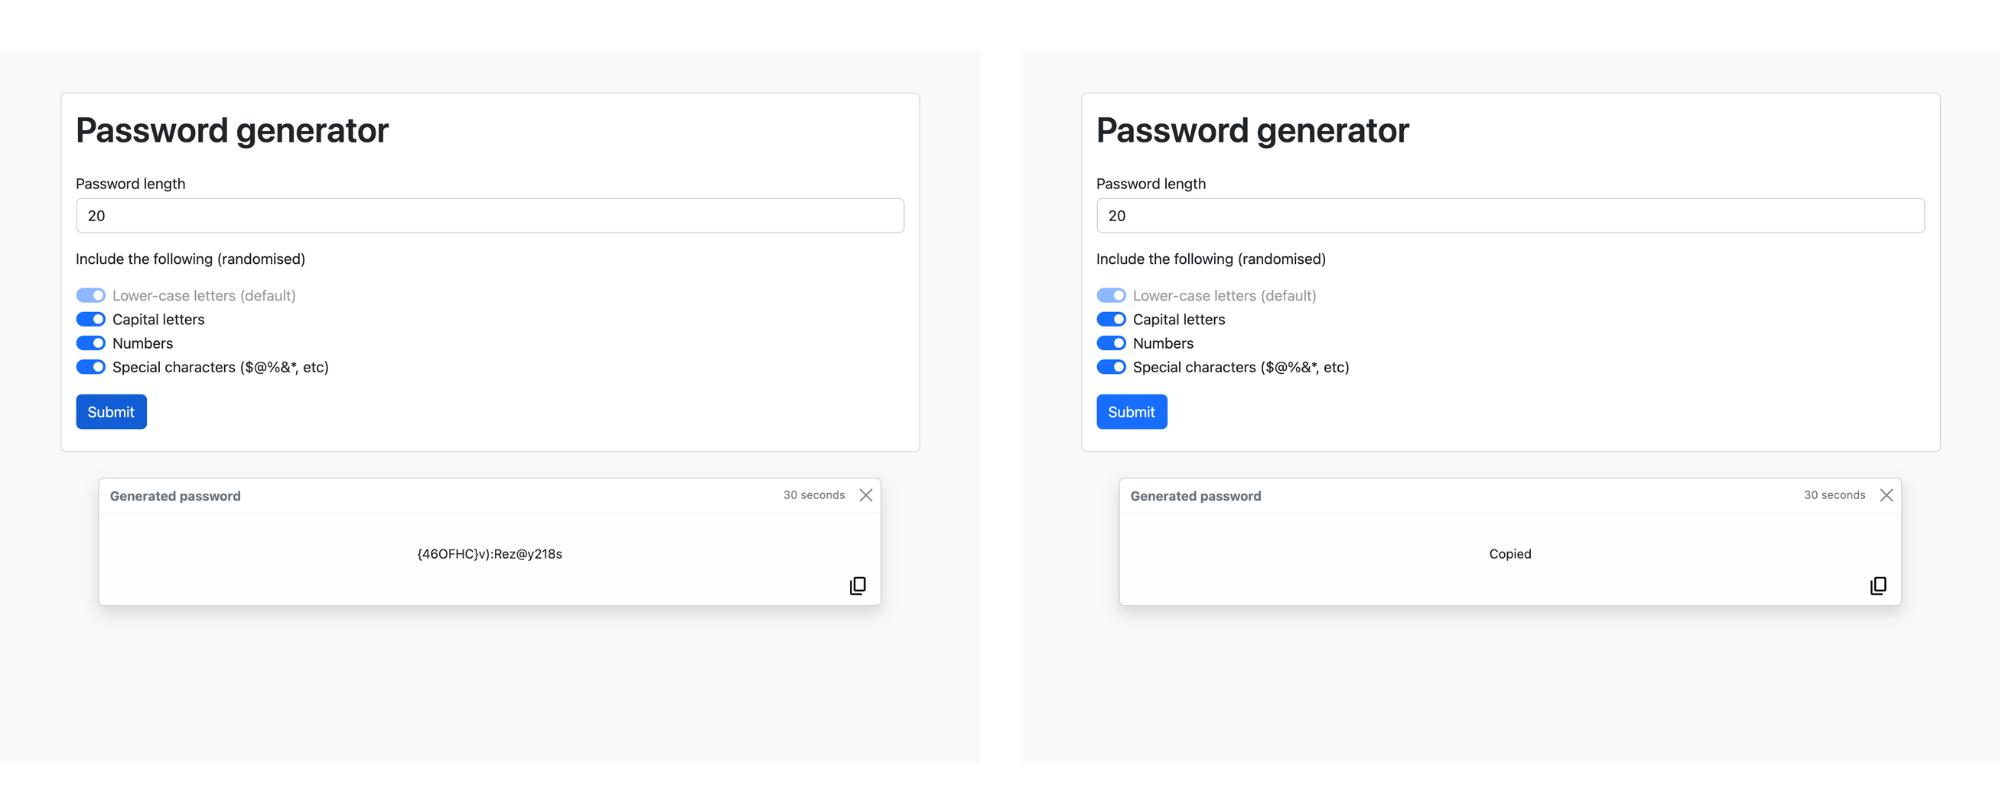 Password generator
Password length
20
Include the following (randomised)
Lower-case letters (default)
Capital letters
Numbers
Special characters ($@%&*, etc)
Submit
Generated password
30 seconds
{46OFHC}v):Rez@y218s
Password generator
Password length
20
Include the following (randomised)
Lower-case letters (default)
Capital letters
Numbers
Special characters ($@%&*, etc)
Submit
Generated password
30 seconds
Copied